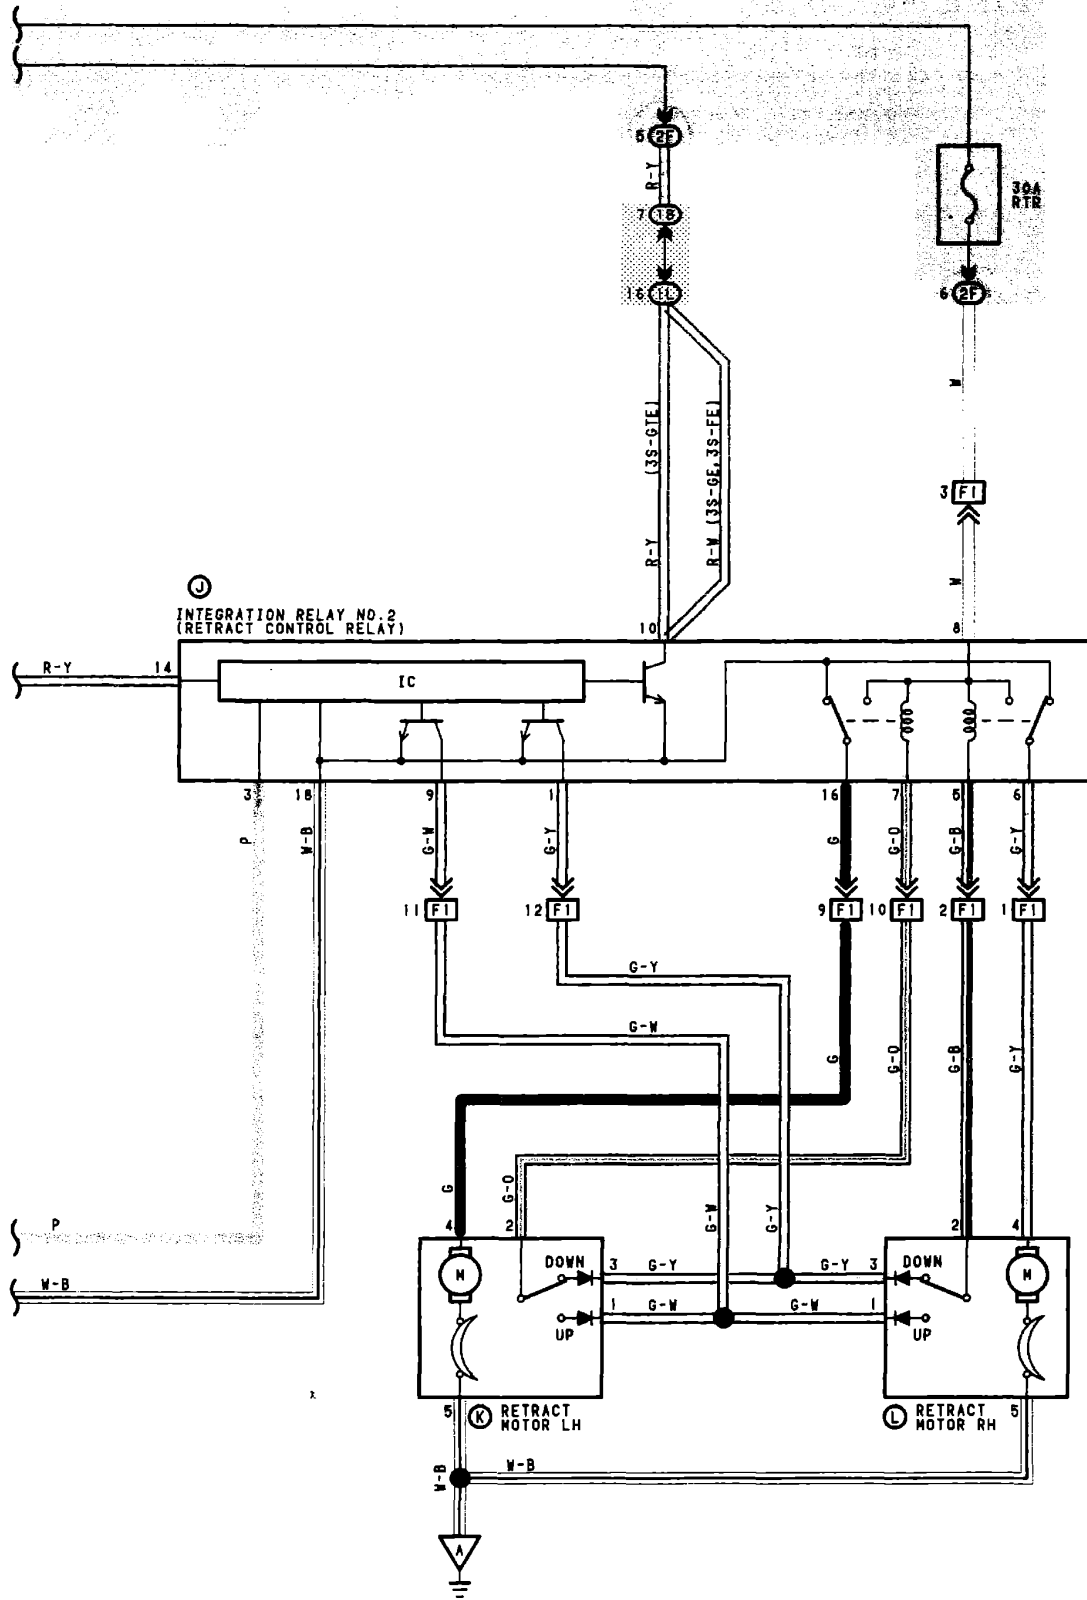 5 2F
R-Y
30A
RTR
7 1B
16 1L
6 2F
W
(3S-GTE)
R-W (3S-GE,3S-FE)
R-Y
3 F1
W
J
INTEGRATION RELAY NO.2
(RETRACT CONTROL RELAY)
10
8
R-Y 14
IC
3 18 9 1 16 7 5 6
P W-B G-W G-Y G G-O G-B G-Y
11 F1 12 F1 9 F1 10 F1 2 F1 1 F1
G-Y
G-W
G G-O G-B G-Y
G G-O G-W G-Y
P
4 2 2 4
W-B
M DOWN 3 G-Y G-Y 3 DOWN M
1 G-W G-W 1
UP UP
5 K RETRACT
MOTOR LH
L RETRACT
MOTOR RH 5
W-B W-B
A